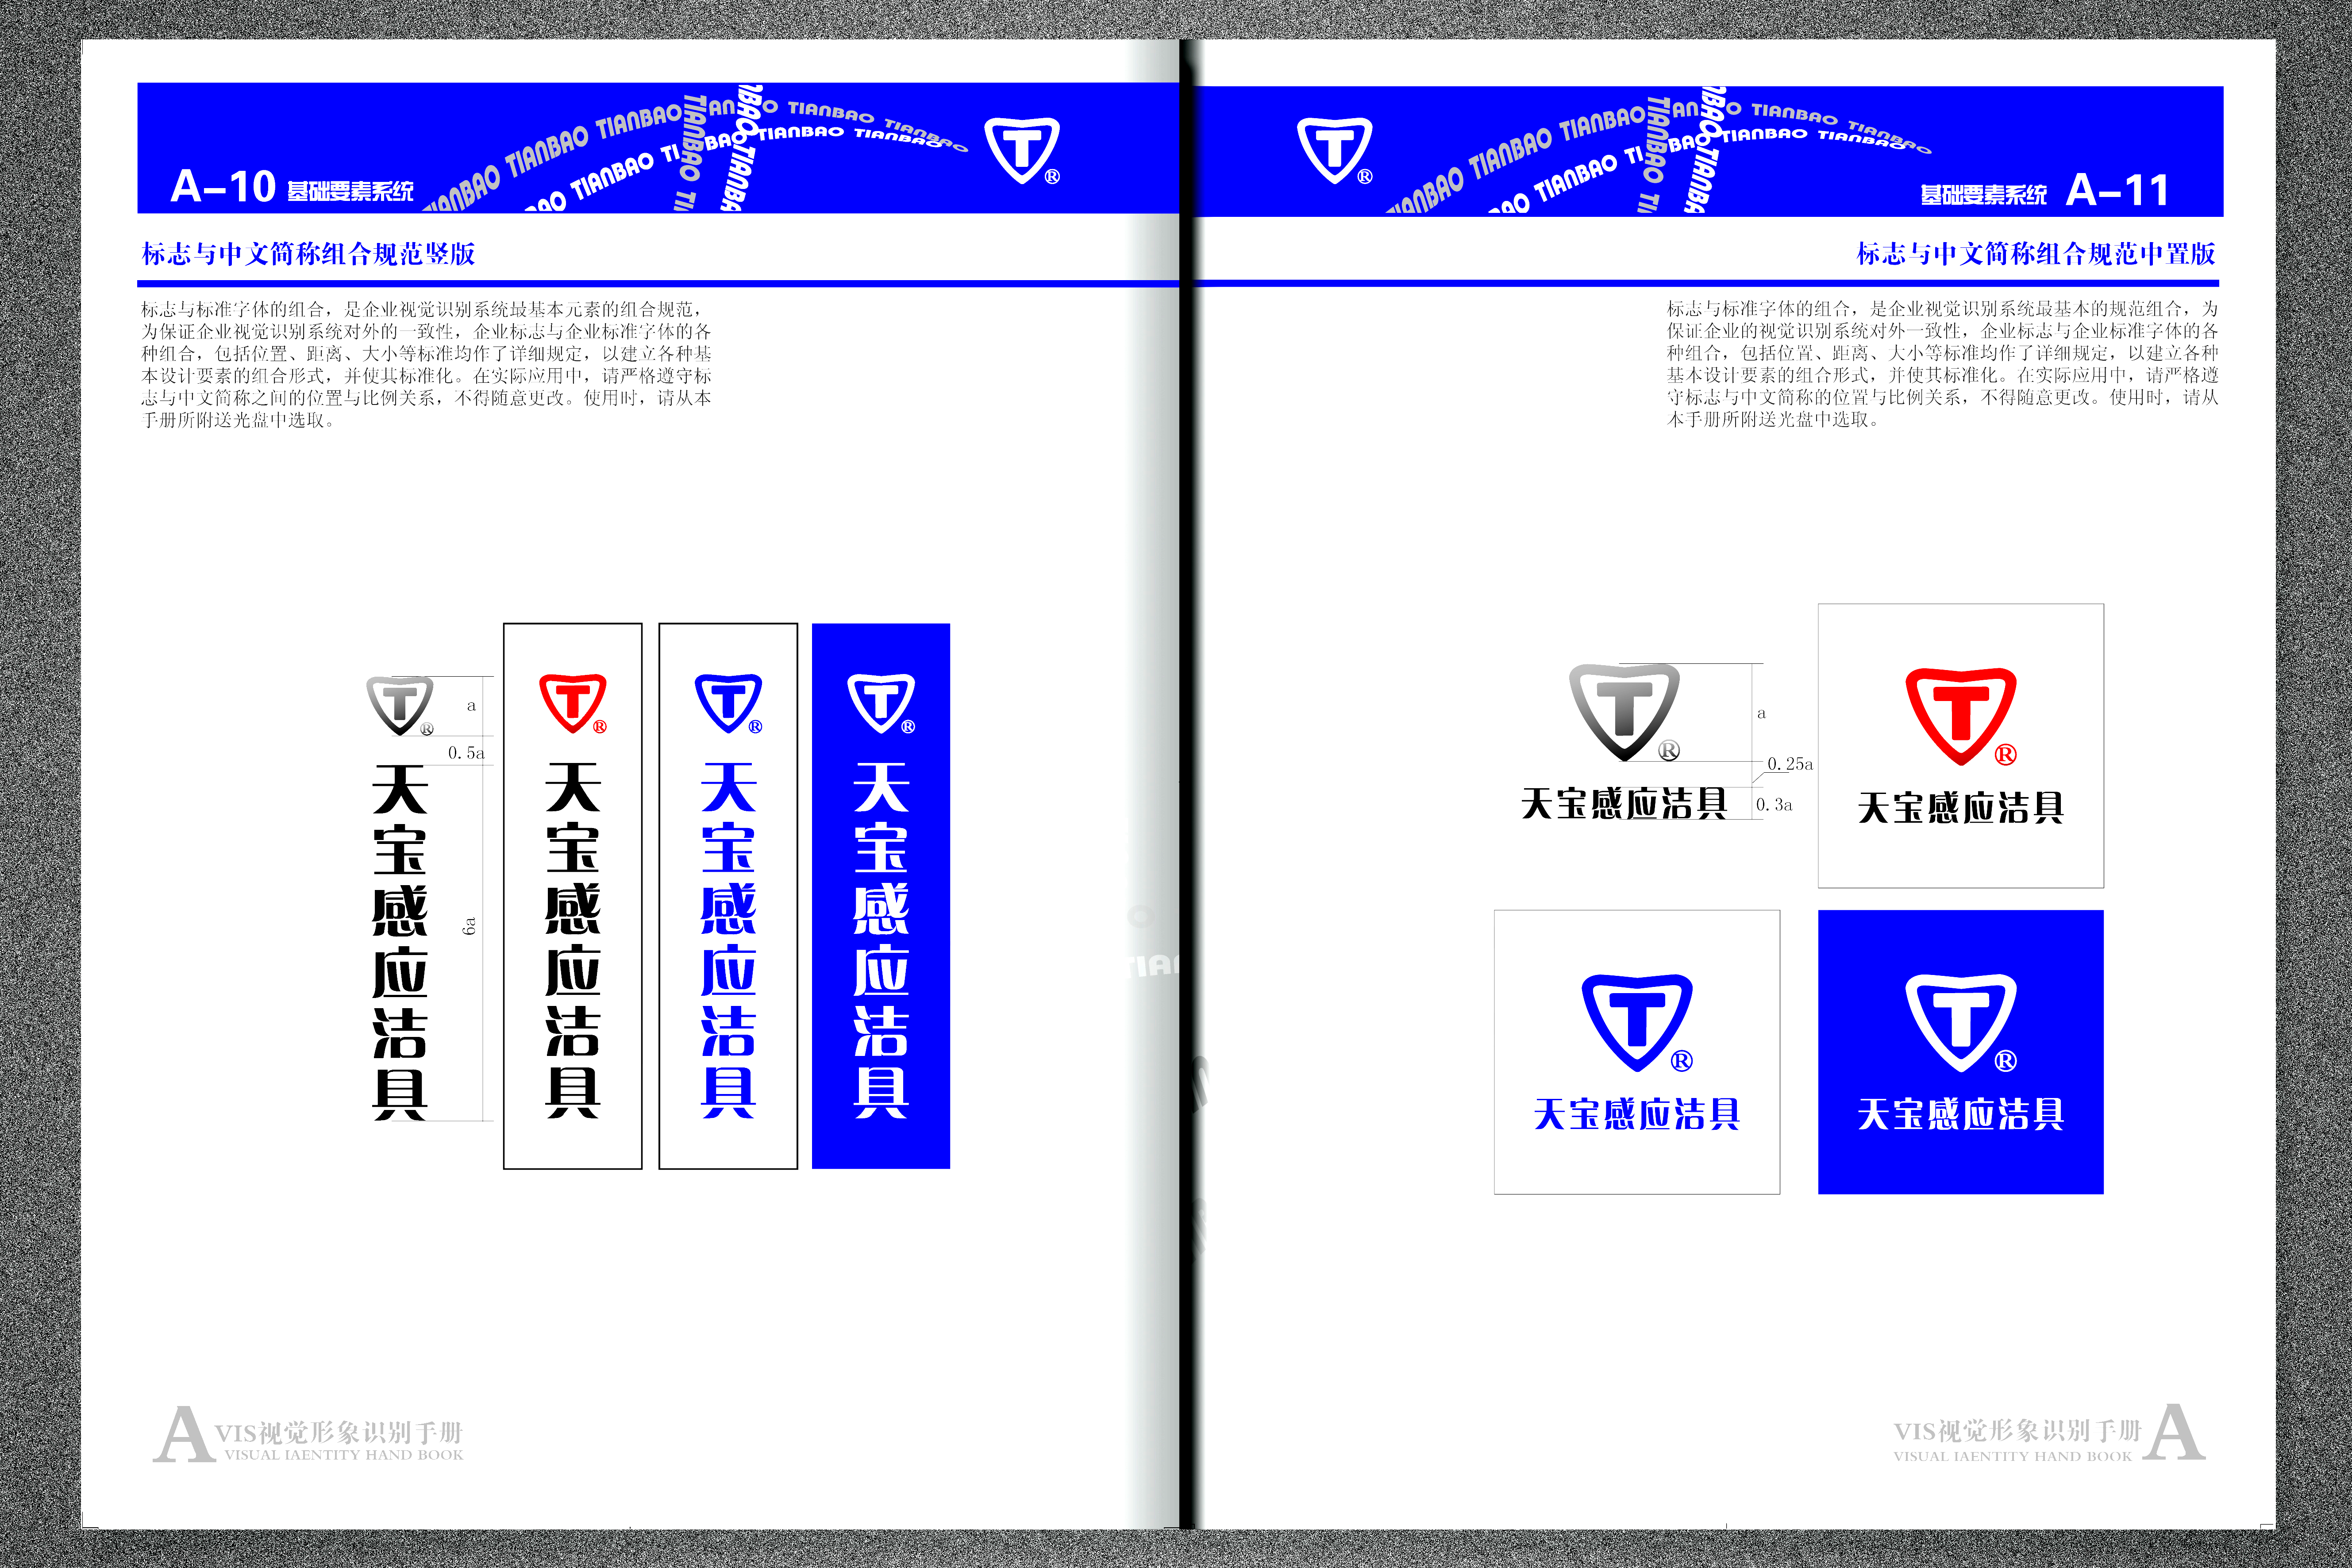 A-10 基础要素系统
TIANBAO TIANBAO TIANBAO TIANBAO TIANBAO
TIANBAO TIANBAO TIANBAO TIANBAO
TIANBAO
TIANBAO
T ®
标志与中文简称组合规范竖版
标志与标准字体的组合，是企业视觉识别系统最基本元素的组合规范，
为保证企业视觉识别系统对外的一致性，企业标志与企业标准字体的各
种组合，包括位置、距离、大小等标准均作了详细规定，以建立各种基
本设计要素的组合形式，并使其标准化。在实际应用中，请严格遵守标
志与中文简称之间的位置与比例关系，不得随意更改。使用时，请从本
手册所附送光盘中选取。
T ®
a
0.5a
6a
天宝感应洁具
T ®
天宝感应洁具
T ®
天宝感应洁具
T ®
天宝感应洁具
A VIS视觉形象识别手册
VISUAL IAENTITY HAND BOOK
T ®
TIANBAO TIANBAO TIANBAO TIANBAO TIANBAO
TIANBAO TIANBAO TIANBAO TIANBAO
TIANBAO
TIANBAO
基础要素系统 A-11
标志与中文简称组合规范中置版
标志与标准字体的组合，是企业视觉识别系统最基本的规范组合，为
保证企业的视觉识别系统对外一致性，企业标志与企业标准字体的各
种组合，包括位置、距离、大小等标准均作了详细规定，以建立各种
基本设计要素的组合形式，并使其标准化。在实际应用中，请严格遵
守标志与中文简称的位置与比例关系，不得随意更改。使用时，请从
本手册所附送光盘中选取。
T ®
a
0.25a
0.3a
天宝感应洁具
T ®
天宝感应洁具
T ®
天宝感应洁具
T ®
天宝感应洁具
VIS视觉形象识别手册 A
VISUAL IAENTITY HAND BOOK